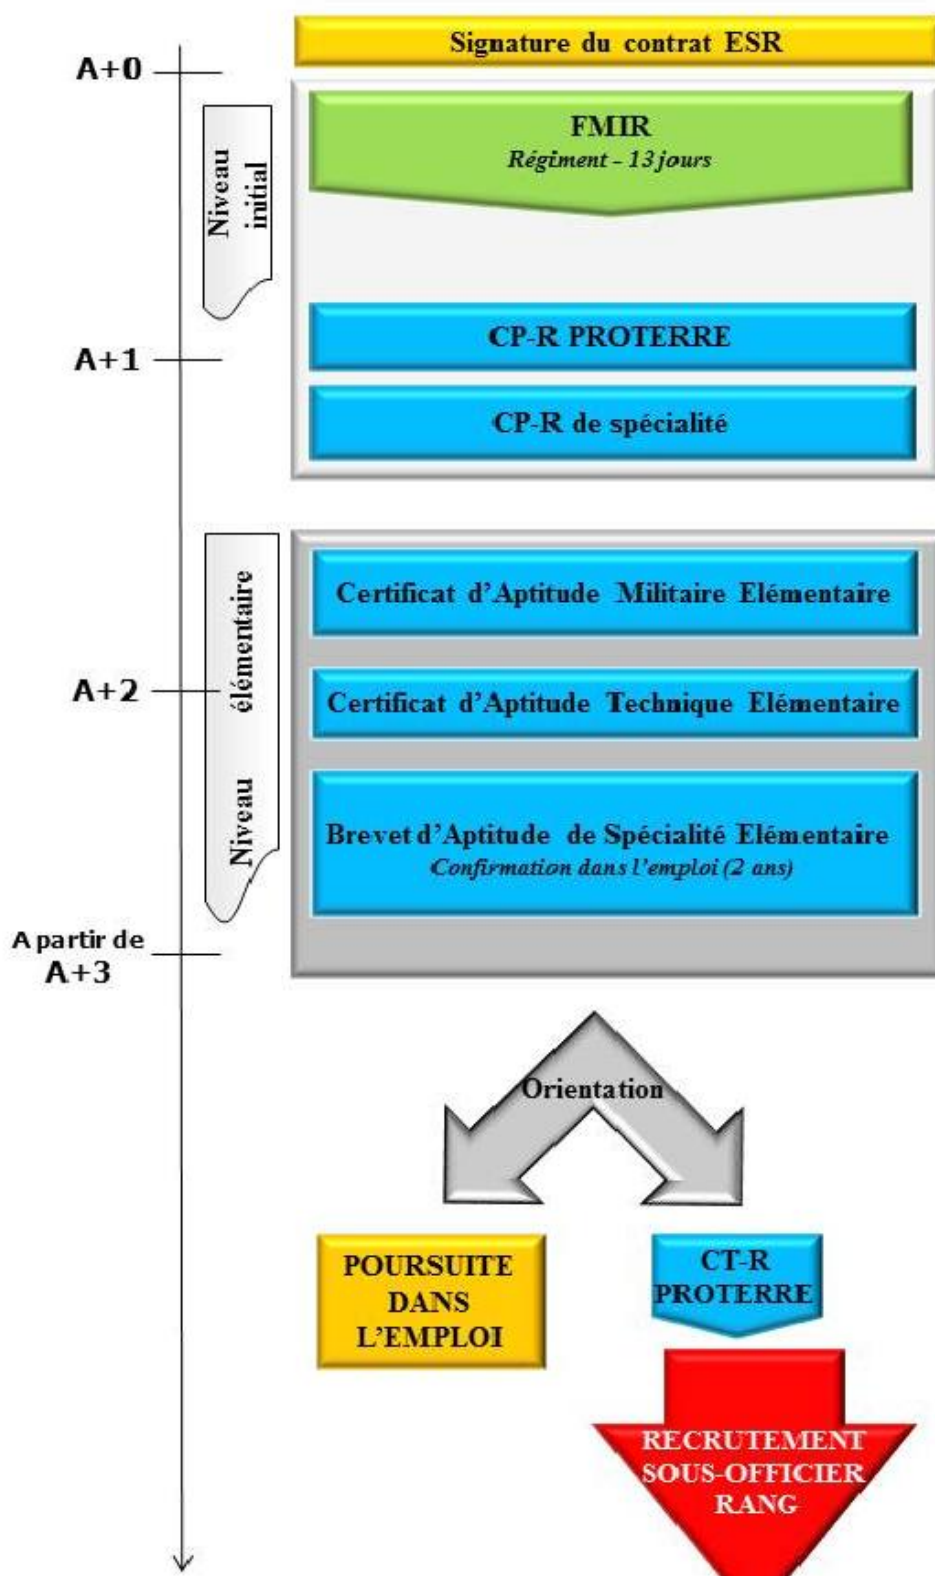 Signature du contrat ESR
A+0
FMIR
Régiment – 13 jours
Niveau
initial
CP-R PROTERRE
A+1
CP-R de spécialité
Certificat d'Aptitude Militaire Elémentaire
Niveau élémentaire
A+2
Certificat d'Aptitude Technique Elémentaire
Brevet d'Aptitude de Spécialité Elémentaire
Confirmation dans l'emploi (2 ans)
A partir de
A+3
Orientation
POURSUITE
DANS
L'EMPLOI
CT-R
PROTERRE
RECRUTEMENT
SOUS-OFFICIER
RANG